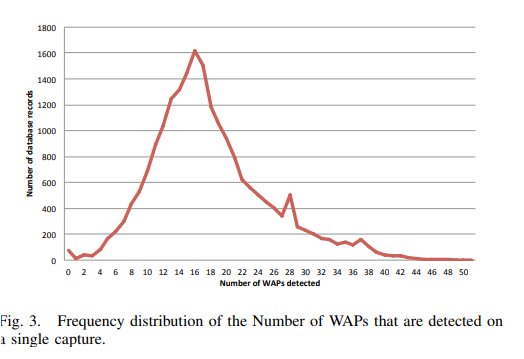 1800
1600
1400
1200
1000
800
600
400
200
0
Number of database records
0 2 4 6 8 10 12 14 16 18 20 22 24 26 28 30 32 34 36 38 40 42 44 46 48 50
Number of WAPs detected
Fig. 3. Frequency distribution of the Number of WAPs that are detected on
a single capture.